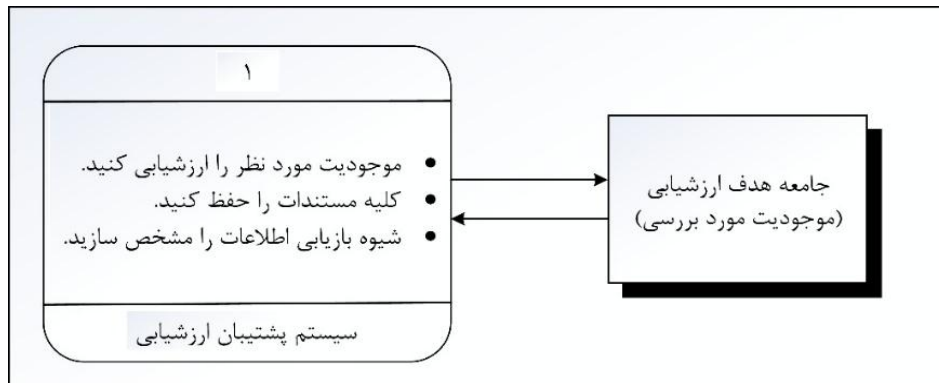 ۱
• موجودیت مورد نظر را ارزشیابی کنید.
• کلیه مستندات را حفظ کنید.
• شیوه بازیابی اطلاعات را مشخص سازید.
سیستم پشتیبان ارزشیابی
جامعه هدف ارزشیابی
(موجودیت مورد بررسی)